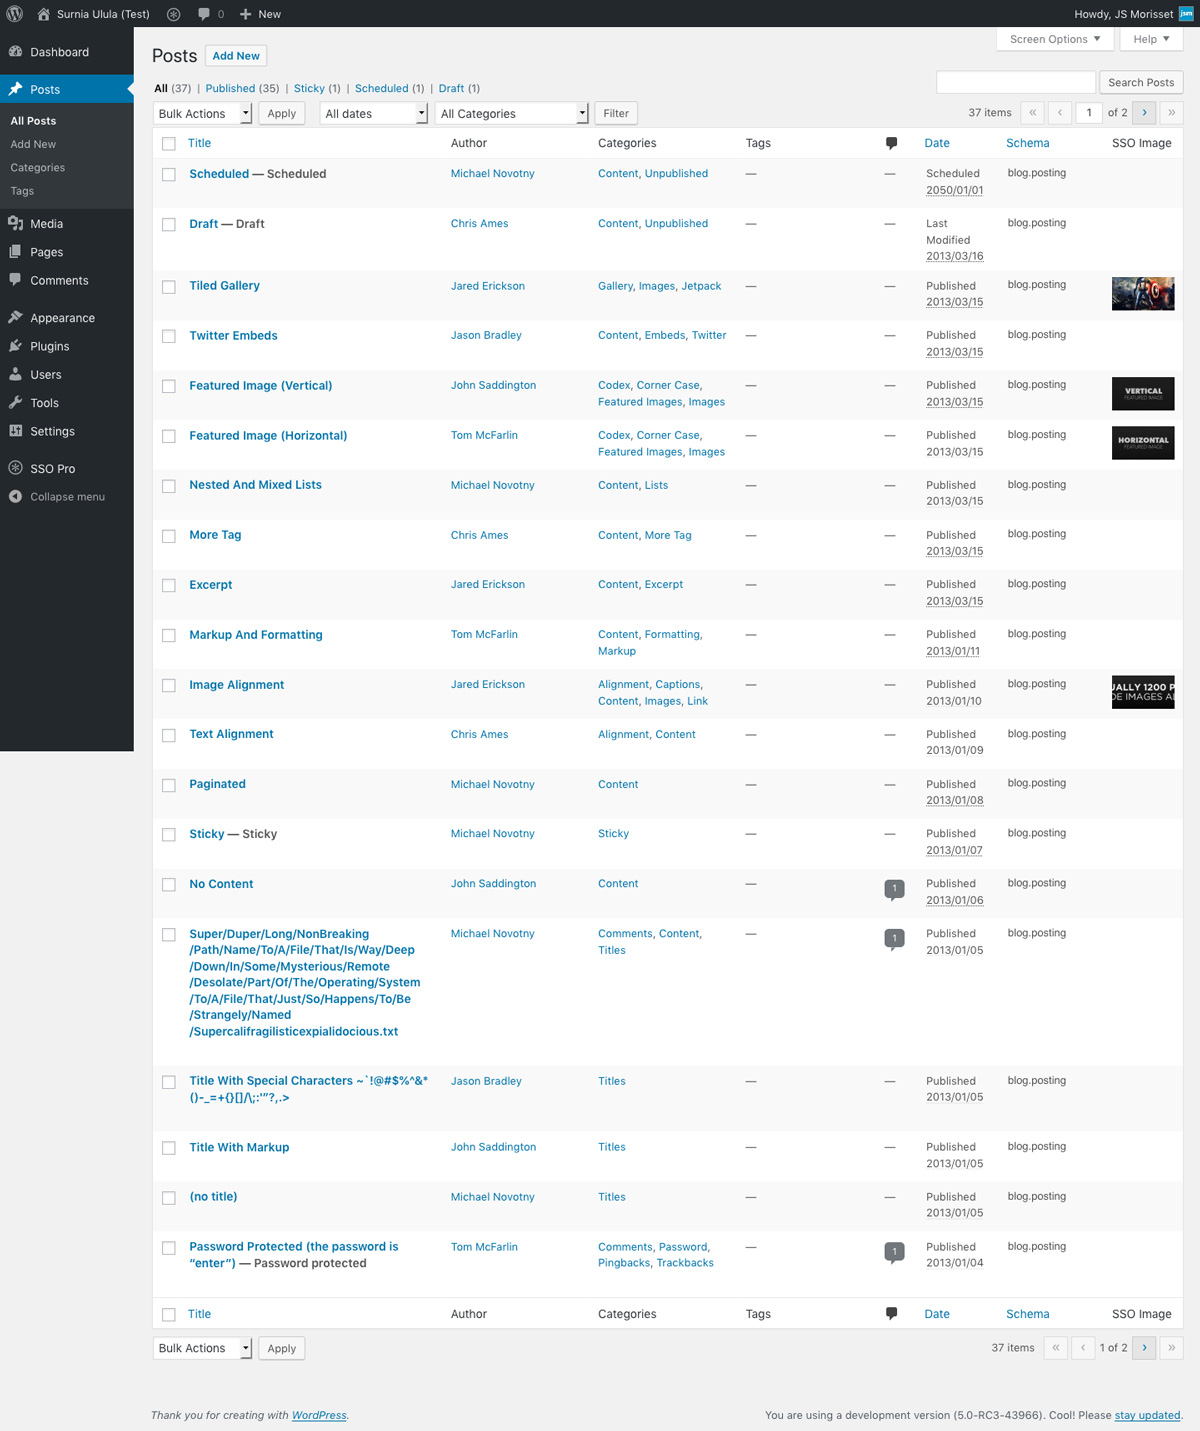 Surnia Ulula (Test) 0 New Howdy, JS Morisset jsm
Dashboard
Posts
All Posts
Add New
Categories
Tags
Media
Pages
Comments
Appearance
Plugins
Users
Tools
Settings
SSO Pro
Collapse menu
Screen Options Help
Posts Add New
All (37) | Published (35) | Sticky (1) | Scheduled (1) | Draft (1)
Search Posts
Bulk Actions Apply All dates All Categories Filter 37 items « ‹ 1 of 2 › »
Title Author Categories Tags Date Schema SSO Image
Scheduled — Scheduled Michael Novotny Content, Unpublished — — Scheduled blog.posting
2050/01/01
Draft — Draft Chris Ames Content, Unpublished — — Last blog.posting
Modified
2013/03/16
Tiled Gallery Jared Erickson Gallery, Images, Jetpack — — Published blog.posting
2013/03/15
Twitter Embeds Jason Bradley Content, Embeds, Twitter — — Published blog.posting
2013/03/15
Featured Image (Vertical) John Saddington Codex, Corner Case, — — Published blog.posting VERTICAL
Featured Images, Images 2013/03/15 FEATURED IMAGE
Featured Image (Horizontal) Tom McFarlin Codex, Corner Case, — — Published blog.posting HORIZONTAL
Featured Images, Images 2013/03/15 FEATURED IMAGE
Nested And Mixed Lists Michael Novotny Content, Lists — — Published blog.posting
2013/03/15
More Tag Chris Ames Content, More Tag — — Published blog.posting
2013/03/15
Excerpt Jared Erickson Content, Excerpt — — Published blog.posting
2013/03/15
Markup And Formatting Tom McFarlin Content, Formatting, — — Published blog.posting
Markup 2013/01/11
Image Alignment Jared Erickson Alignment, Captions, — — Published blog.posting UALLY 1200 P
Content, Images, Link 2013/01/10 DE IMAGES AL
Text Alignment Chris Ames Alignment, Content — — Published blog.posting
2013/01/09
Paginated Michael Novotny Content — — Published blog.posting
2013/01/08
Sticky — Sticky Michael Novotny Sticky — — Published blog.posting
2013/01/07
No Content John Saddington Content — 1 Published blog.posting
2013/01/06
Super/Duper/Long/NonBreaking Michael Novotny Comments, Content, — 1 Published blog.posting
/Path/Name/To/A/File/That/Is/Way/Deep Titles 2013/01/05
/Down/In/Some/Mysterious/Remote
/Desolate/Part/Of/The/Operating/System
/To/A/File/That/Just/So/Happens/To/Be
/Strangely/Named
/Supercalifragilisticexpialidocious.txt
Title With Special Characters ~`!@#$%^&* Jason Bradley Titles — — Published blog.posting
()-_=+{}[]/\;:'"?,.> 2013/01/05
Title With Markup John Saddington Titles — — Published blog.posting
2013/01/05
(no title) Michael Novotny Titles — — Published blog.posting
2013/01/05
Password Protected (the password is Tom McFarlin Comments, Password, — 1 Published blog.posting
"enter") — Password protected Pingbacks, Trackbacks 2013/01/04
Title Author Categories Tags Date Schema SSO Image
Bulk Actions Apply 37 items « ‹ 1 of 2 › »
Thank you for creating with WordPress. You are using a development version (5.0-RC3-43966). Cool! Please stay updated.